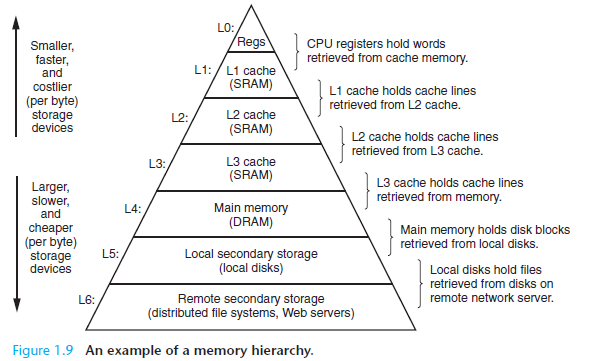 L0:
Regs
CPU registers hold words
retrieved from cache memory.
Smaller,
faster,
and
costlier
(per byte)
storage
devices
L1:
L1 cache
(SRAM)
L1 cache holds cache lines
retrieved from L2 cache.
L2:
L2 cache
(SRAM)
L2 cache holds cache lines
retrieved from L3 cache.
L3:
L3 cache
(SRAM)
L3 cache holds cache lines
retrieved from memory.
Larger,
slower,
and
cheaper
(per byte)
storage
devices
L4:
Main memory
(DRAM)
Main memory holds disk blocks
retrieved from local disks.
L5:
Local secondary storage
(local disks)
Local disks hold files
retrieved from disks on
remote network server.
L6:
Remote secondary storage
(distributed file systems, Web servers)
Figure 1.9 An example of a memory hierarchy.